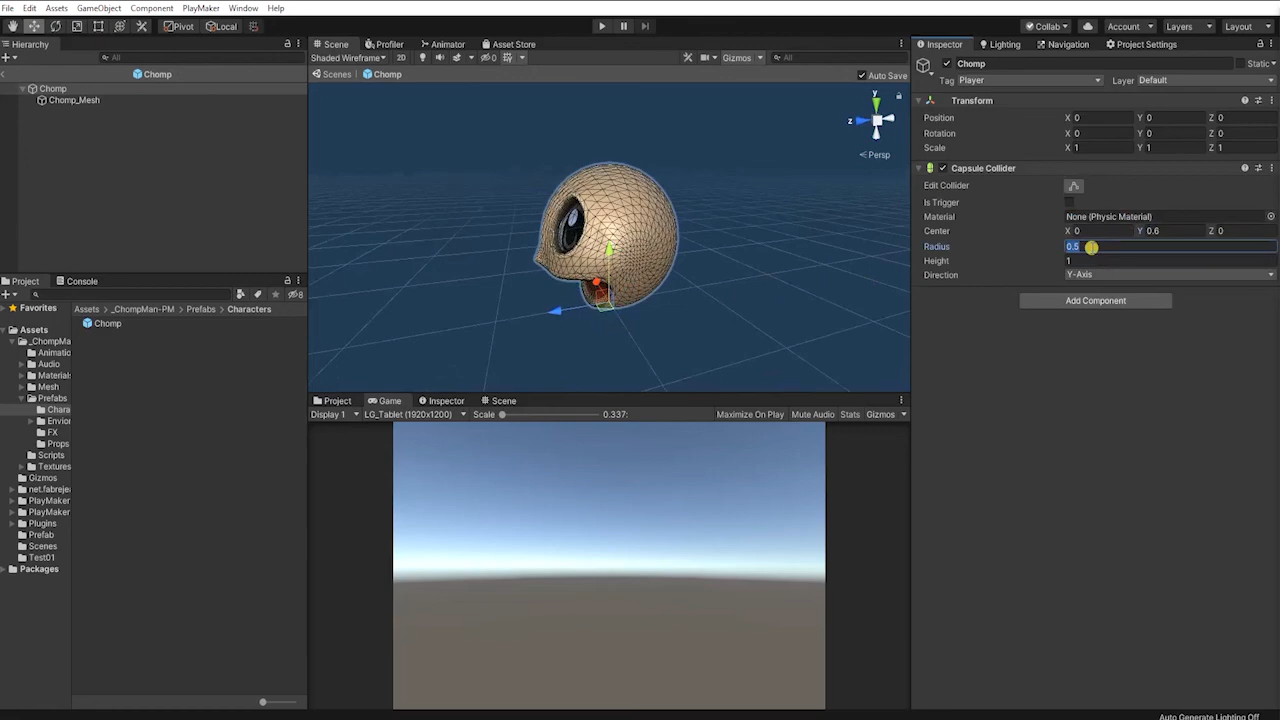 File Edit Assets GameObject Component PlayMaker Window Help
Pivot Local Collab Account Layers Layout
Hierarchy
All
Chomp
Chomp
Chomp_Mesh
Scene Profiler Animator Asset Store
Shaded Wireframe 2D 0 Gizmos All
Scenes Chomp Auto Save
y
z
Persp
Inspector Lighting Navigation Project Settings
Chomp Static
Tag Player Layer Default
Transform
Position X 0 Y 0 Z 0
Rotation X 0 Y 0 Z 0
Scale X 1 Y 1 Z 1
Capsule Collider
Edit Collider
Is Trigger
Material None (Physic Material)
Center X 0 Y 0.6 Z 0
Radius 0.5
Height 1
Direction Y-Axis
Add Component
Project Console
8
Favorites
Assets
_ChompMa
Animatio
Audio
Materials
Mesh
Prefabs
Chara
Envior
FX
Props
Scripts
Textures
Gizmos
net.fabrejea
PlayMaker
PlayMaker
Plugins
Prefab
Scenes
Test01
Packages
Assets _ChompMan-PM Prefabs Characters
Chomp
Project Game Inspector Scene
Display 1 LG_Tablet (1920x1200) Scale 0.337: Maximize On Play Mute Audio Stats Gizmos
Auto Generate Lighting Off